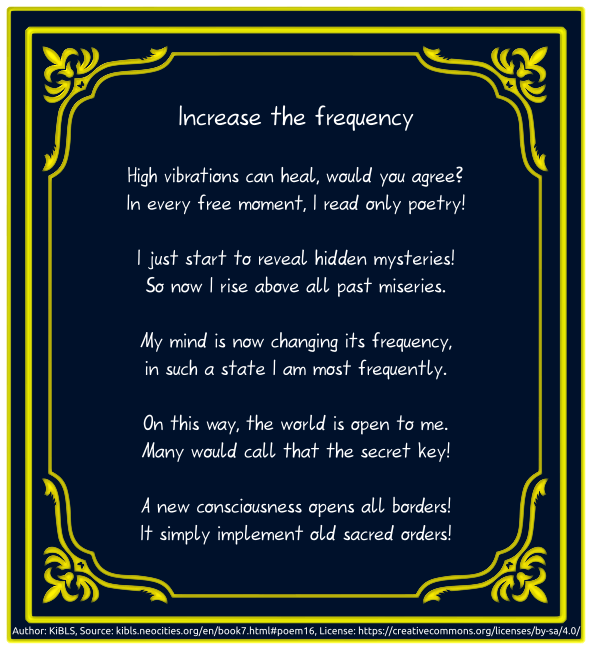 Increase the frequency
High vibrations can heal, would you agree?
In every free moment, I read only poetry!
I just start to reveal hidden mysteries!
So now I rise above all past miseries.
My mind is now changing its frequency,
in such a state I am most frequently.
On this way, the world is open to me.
Many would call that the secret key!
A new consciousness opens all borders!
It simply implement old sacred orders!
Author: KiBLS, Source: kibls.neocities.org/en/book7.html#poem16, License: https://creativecommons.org/licenses/by-sa/4.0/